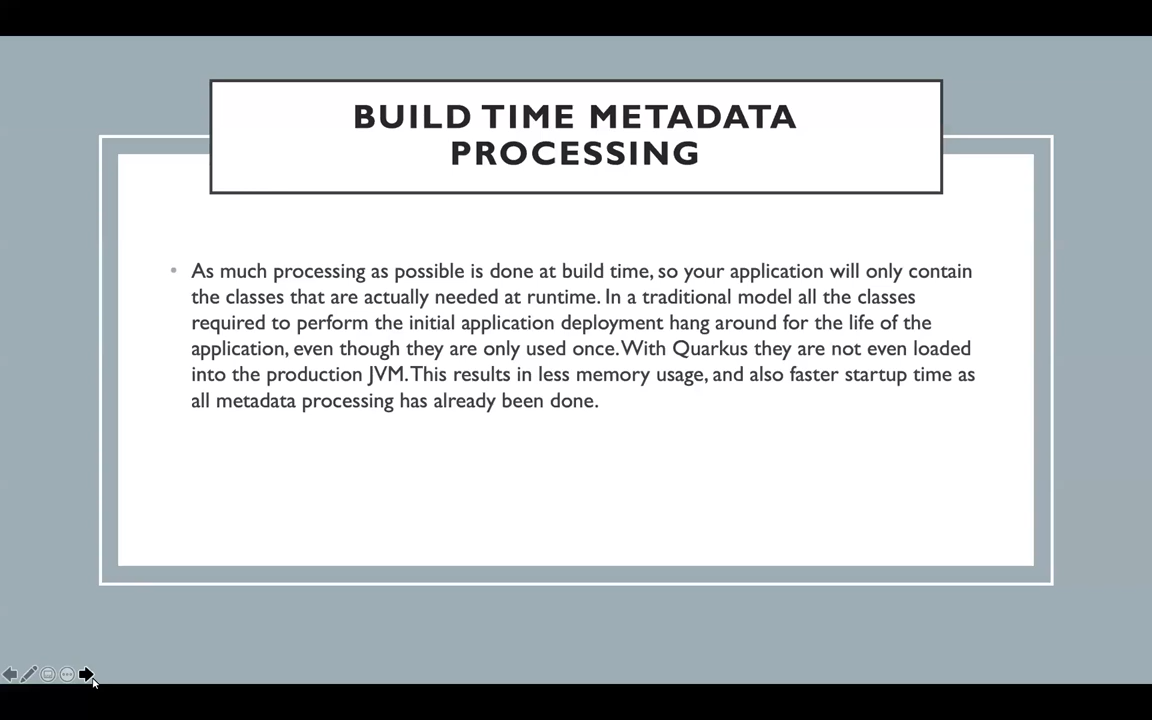 BUILD TIME METADATA
PROCESSING
• As much processing as possible is done at build time, so your application will only contain
the classes that are actually needed at runtime. In a traditional model all the classes
required to perform the initial application deployment hang around for the life of the
application, even though they are only used once. With Quarkus they are not even loaded
into the production JVM. This results in less memory usage, and also faster startup time as
all metadata processing has already been done.